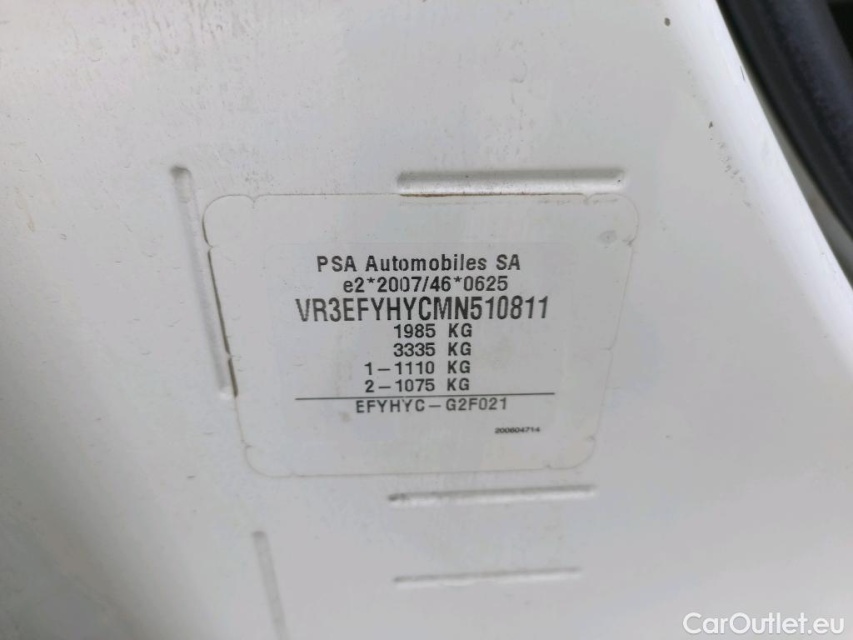 PSA Automobiles SA
e2*2007/46*0625
VR3EFYHYCMN510811
1985 KG
3335 KG
1-1110 KG
2-1075 KG
EFYHYC-G2F021
200604714
CarOutlet.eu